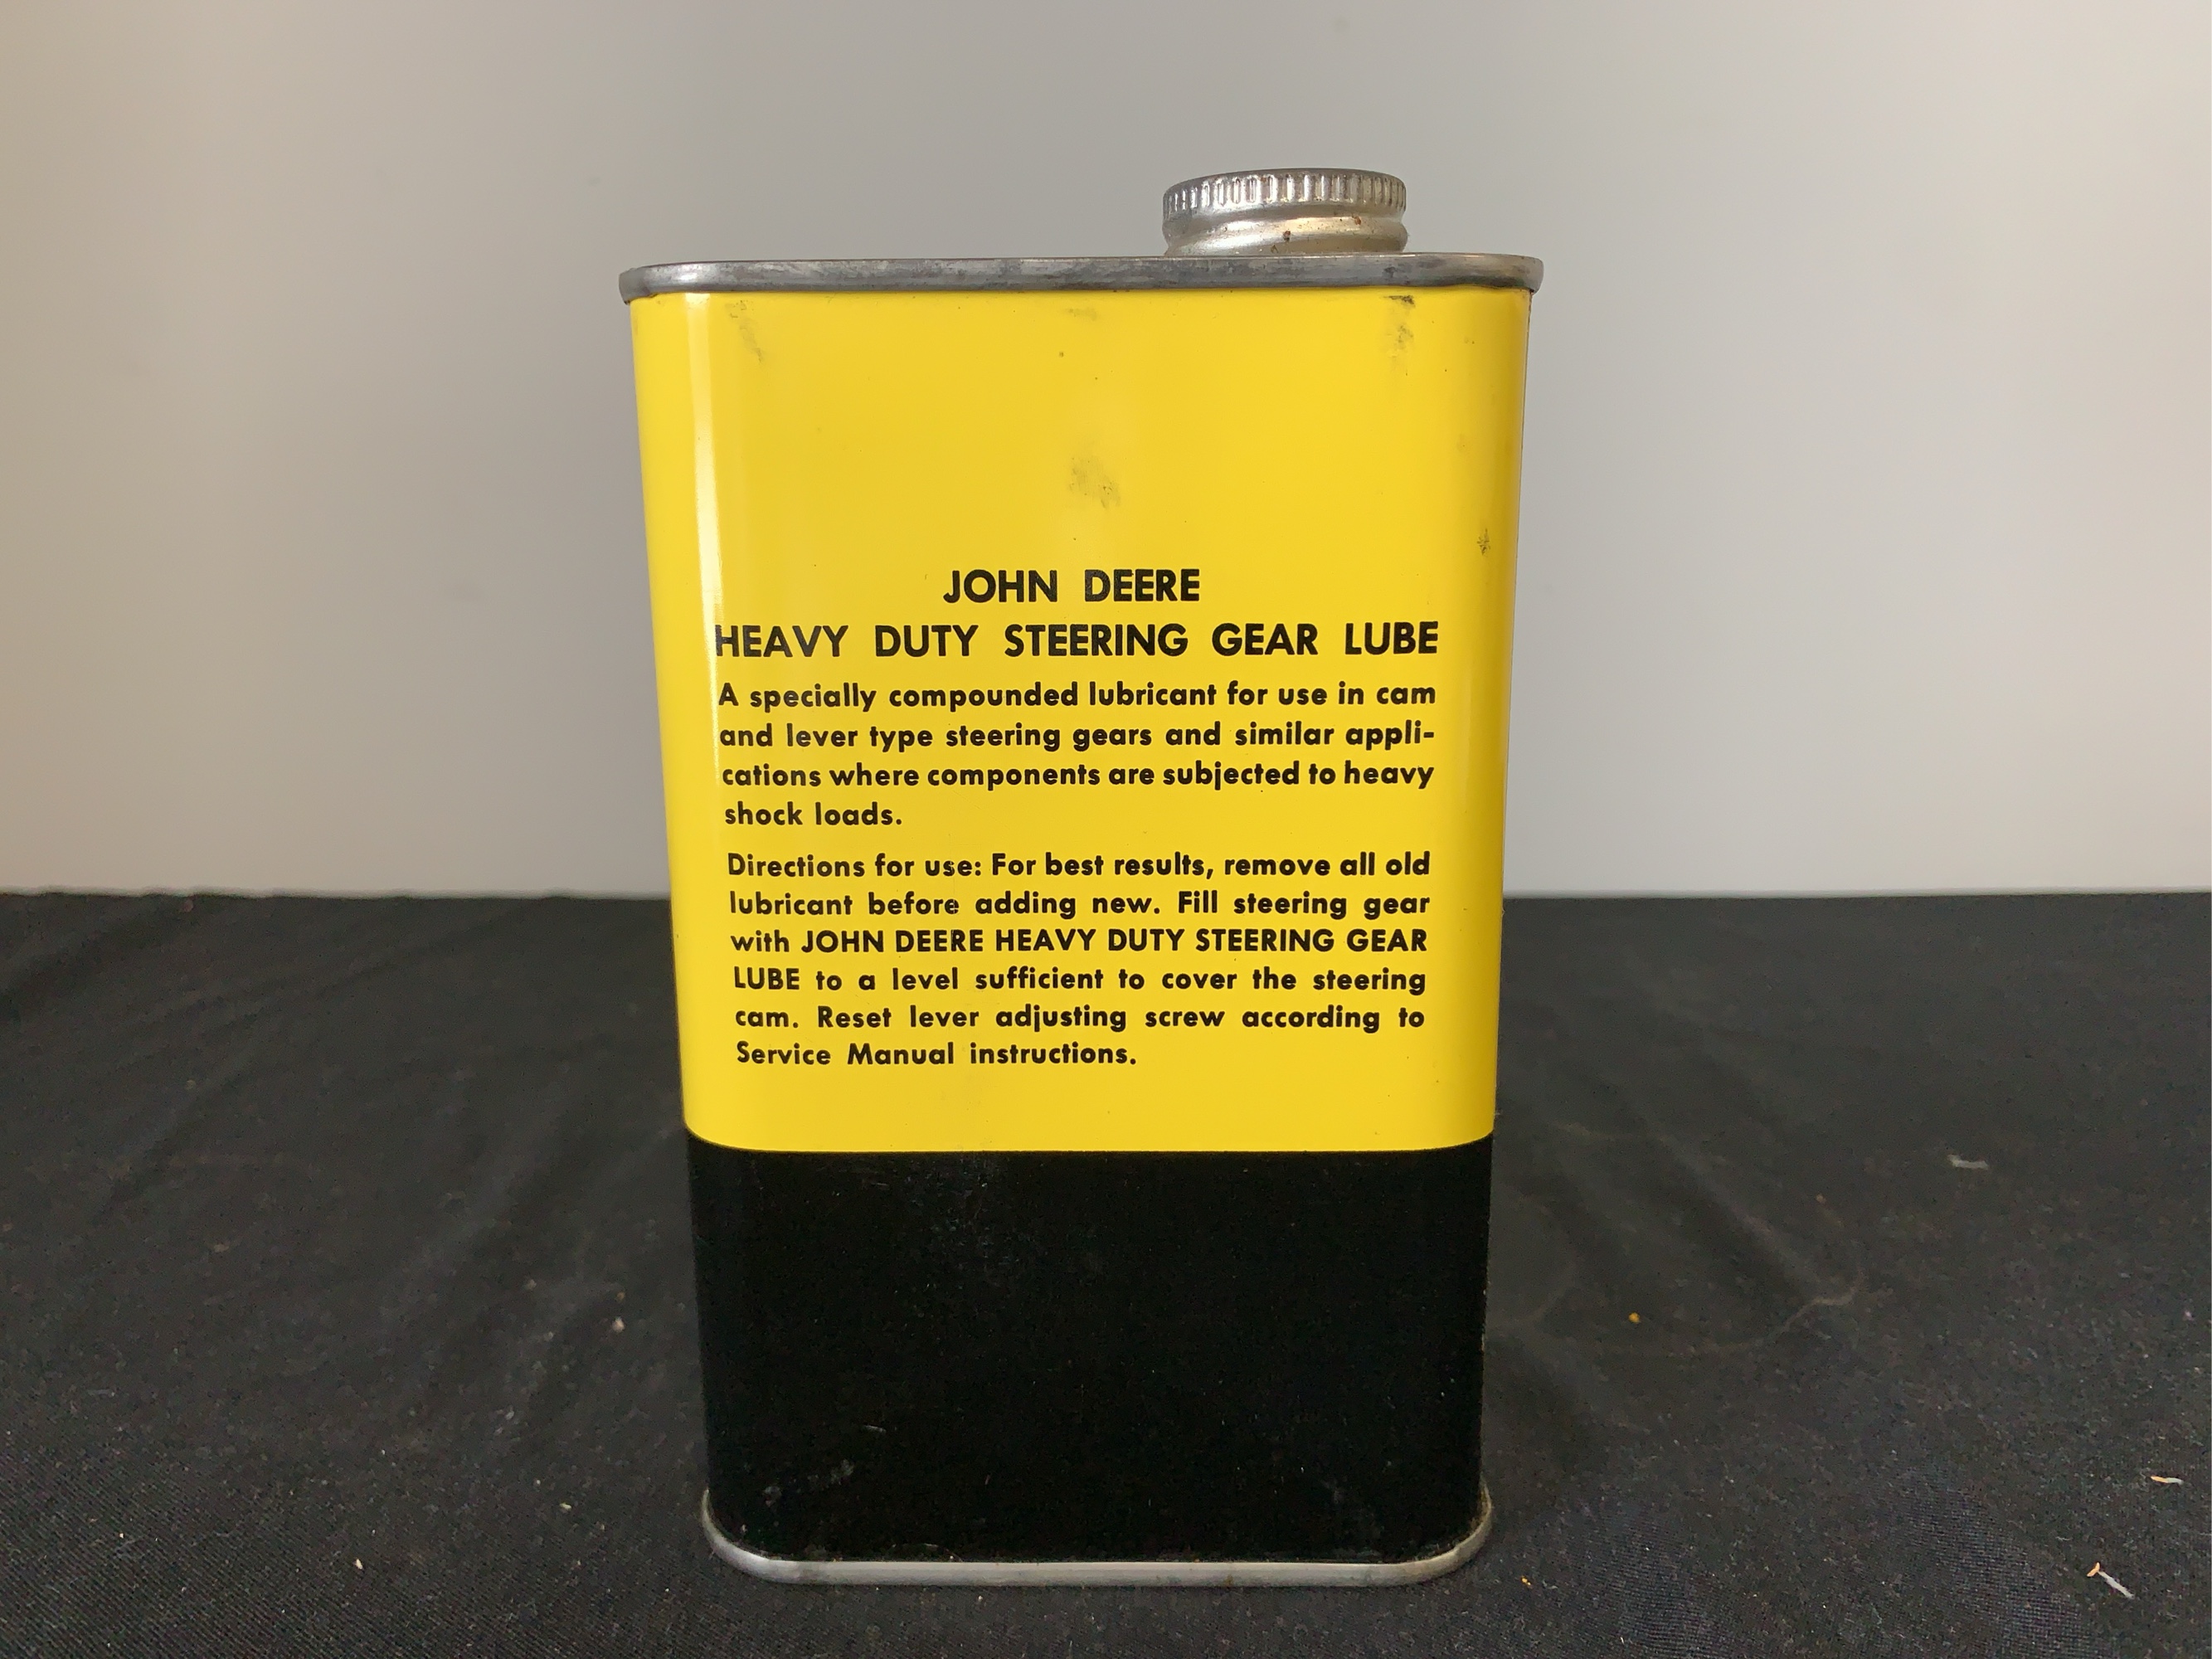 JOHN DEERE
HEAVY DUTY STEERING GEAR LUBE
A specially compounded lubricant for use in cam
and lever type steering gears and similar appli-
cations where components are subjected to heavy
shock loads.
Directions for use: For best results, remove all old
lubricant before adding new. Fill steering gear
with JOHN DEERE HEAVY DUTY STEERING GEAR
LUBE to a level sufficient to cover the steering
cam. Reset lever adjusting screw according to
Service Manual instructions.